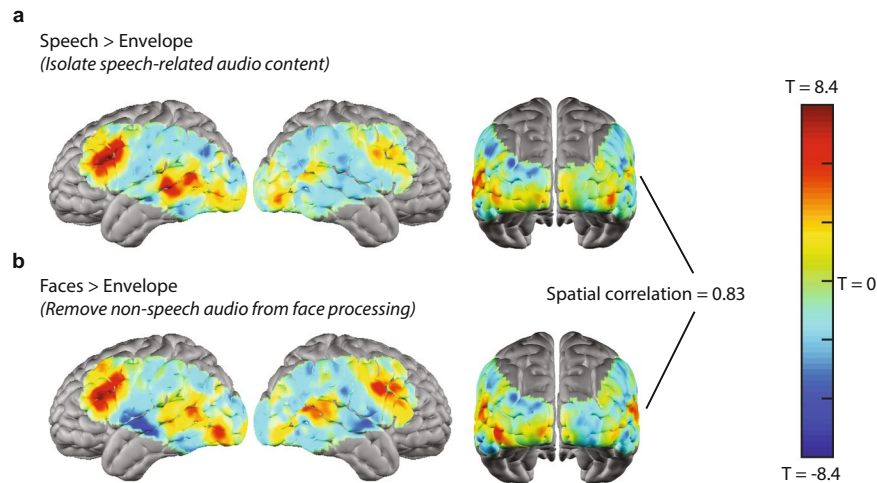 a
Speech > Envelope
(Isolate speech-related audio content)
T = 8.4
b
Faces > Envelope
(Remove non-speech audio from face processing)
Spatial correlation = 0.83
T = 0
T = -8.4